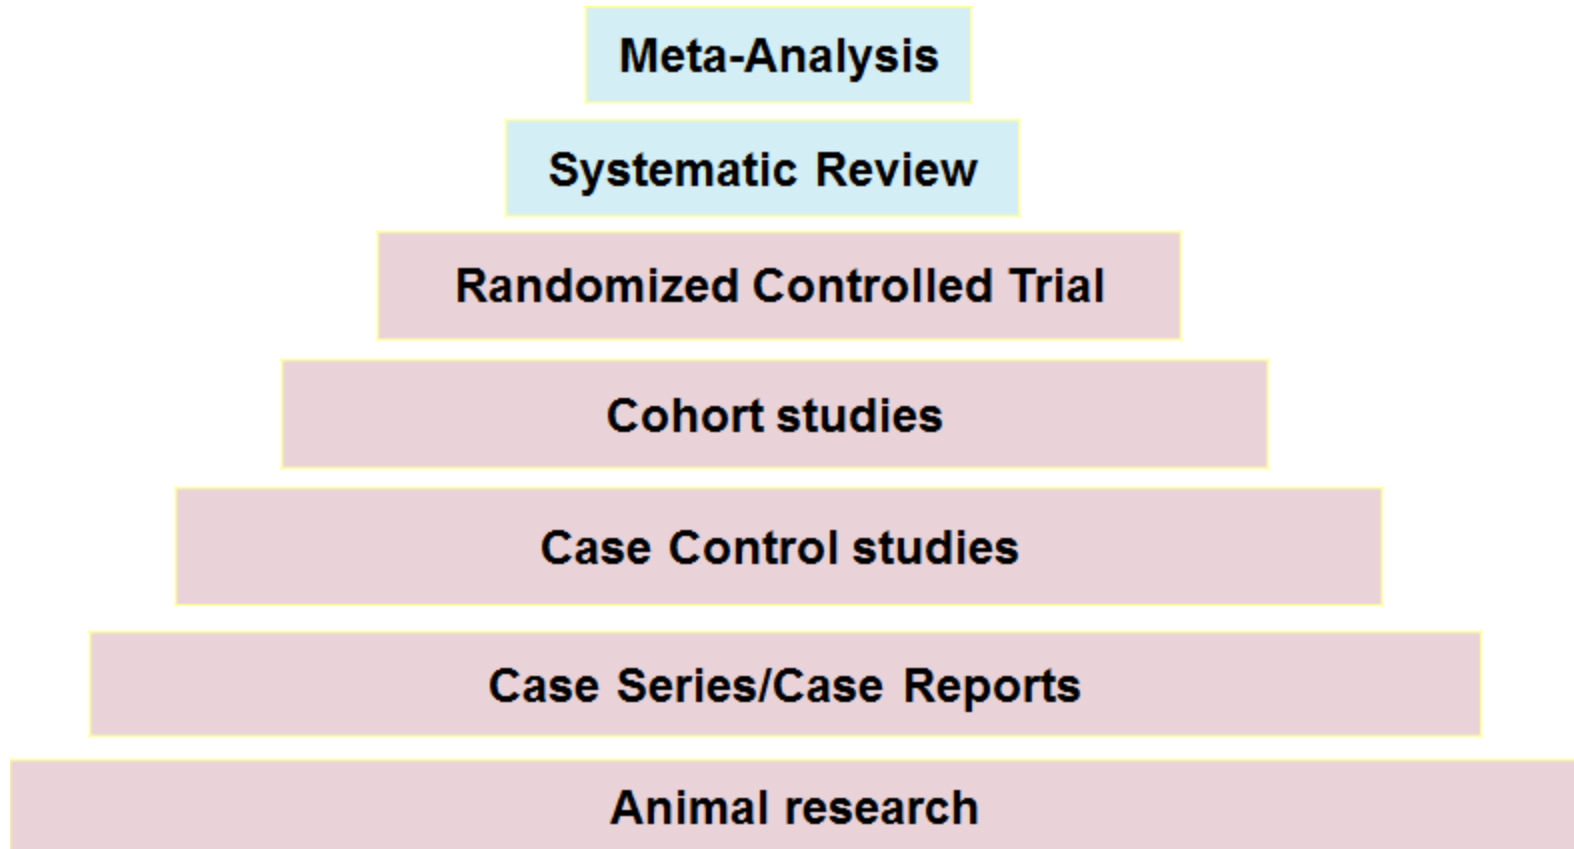 Meta-Analysis
Systematic Review
Randomized Controlled Trial
Cohort studies
Case Control studies
Case Series/Case Reports
Animal research